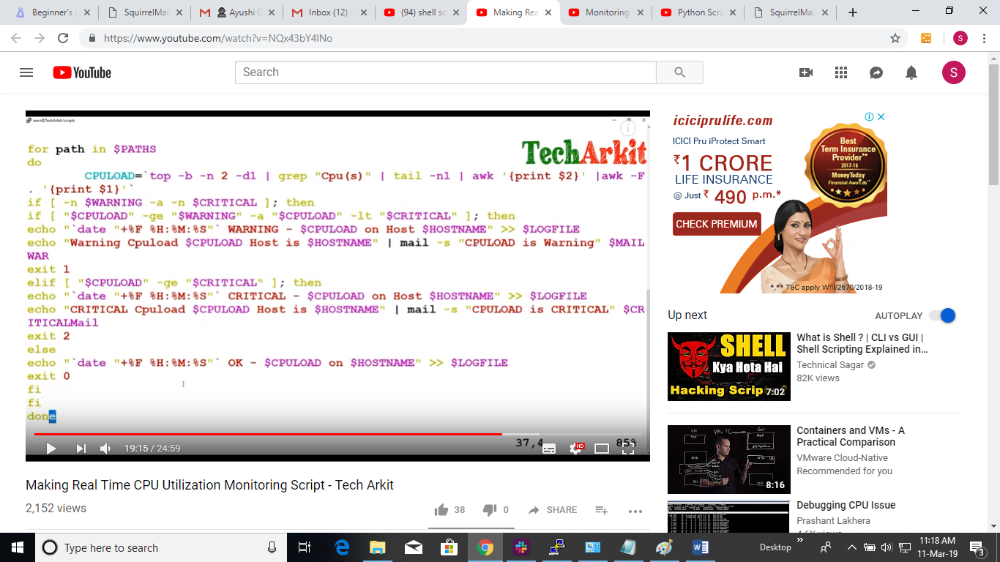 Beginner's g
SquirrelMai
Ayushi G
Inbox (12) -
(94) shell sc
Making Rea
Monitoring
Python Scri
SquirrelMai
https://www.youtube.com/watch?v=NQx43bY4INo
S
YouTube
Search
S
aravi@TechArkit:/scripts
TechArkit
for path in $PATHS
do
CPULOAD=`top -b -n 2 -d1 | grep "Cpu(s)" | tail -n1 | awk '{print $2}' |awk -F
. '{print $1}'`
if [ -n $WARNING -a -n $CRITICAL ]; then
if [ "$CPULOAD" -ge "$WARNING" -a "$CPULOAD" -lt "$CRITICAL" ]; then
echo "`date "+%F %H:%M:%S"` WARNING - $CPULOAD on Host $HOSTNAME" >> $LOGFILE
echo "Warning Cpuload $CPULOAD Host is $HOSTNAME" | mail -s "CPULOAD is Warning" $MAIL
WAR
exit 1
elif [ "$CPULOAD" -ge "$CRITICAL" ]; then
echo "`date "+%F %H:%M:%S"` CRITICAL - $CPULOAD on Host $HOSTNAME" >> $LOGFILE
echo "CRITICAL Cpuload $CPULOAD Host is $HOSTNAME" | mail -s "CPULOAD is CRITICAL" $CR
ITICALMail
exit 2
else
echo "`date "+%F %H:%M:%S"` OK - $CPULOAD on $HOSTNAME" >> $LOGFILE
exit 0
fi
fi
done
37,4
85%
19:15 / 24:59
HD
Making Real Time CPU Utilization Monitoring Script - Tech Arkit
2,152 views
38
0
SHARE
iciciprulife.com
ICICI Pru iProtect Smart
₹1 CRORE
LIFE INSURANCE
@ Just ₹ 490 p.m.*
CHECK PREMIUM
Best
Term Insurance
Provider**
2017-18
MoneyToday
Financial Awards**
*,** T&C apply W/II/2670/2018-19
Up next
AUTOPLAY
SHELL
Kya Hota Hai
Hacking Scrip
7:02
What is Shell ? | CLI vs GUI |
Shell Scripting Explained in...
Technical Sagar
82K views
8:16
Containers and VMs - A
Practical Comparison
VMware Cloud-Native
Recommended for you
Debugging CPU Issue
Prashant Lakhera
Type here to search
Desktop
11:18 AM
11-Mar-19
3